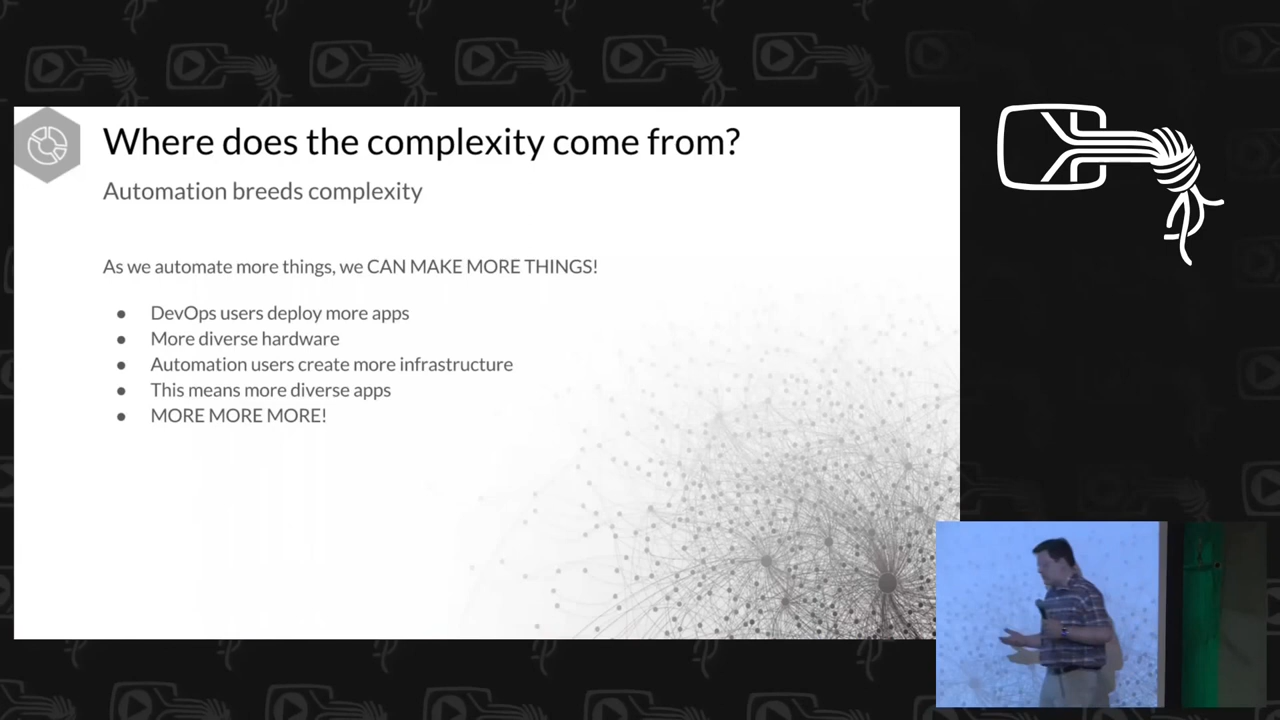 Where does the complexity come from?
Automation breeds complexity
As we automate more things, we CAN MAKE MORE THINGS!
● DevOps users deploy more apps
● More diverse hardware
● Automation users create more infrastructure
● This means more diverse apps
● MORE MORE MORE!